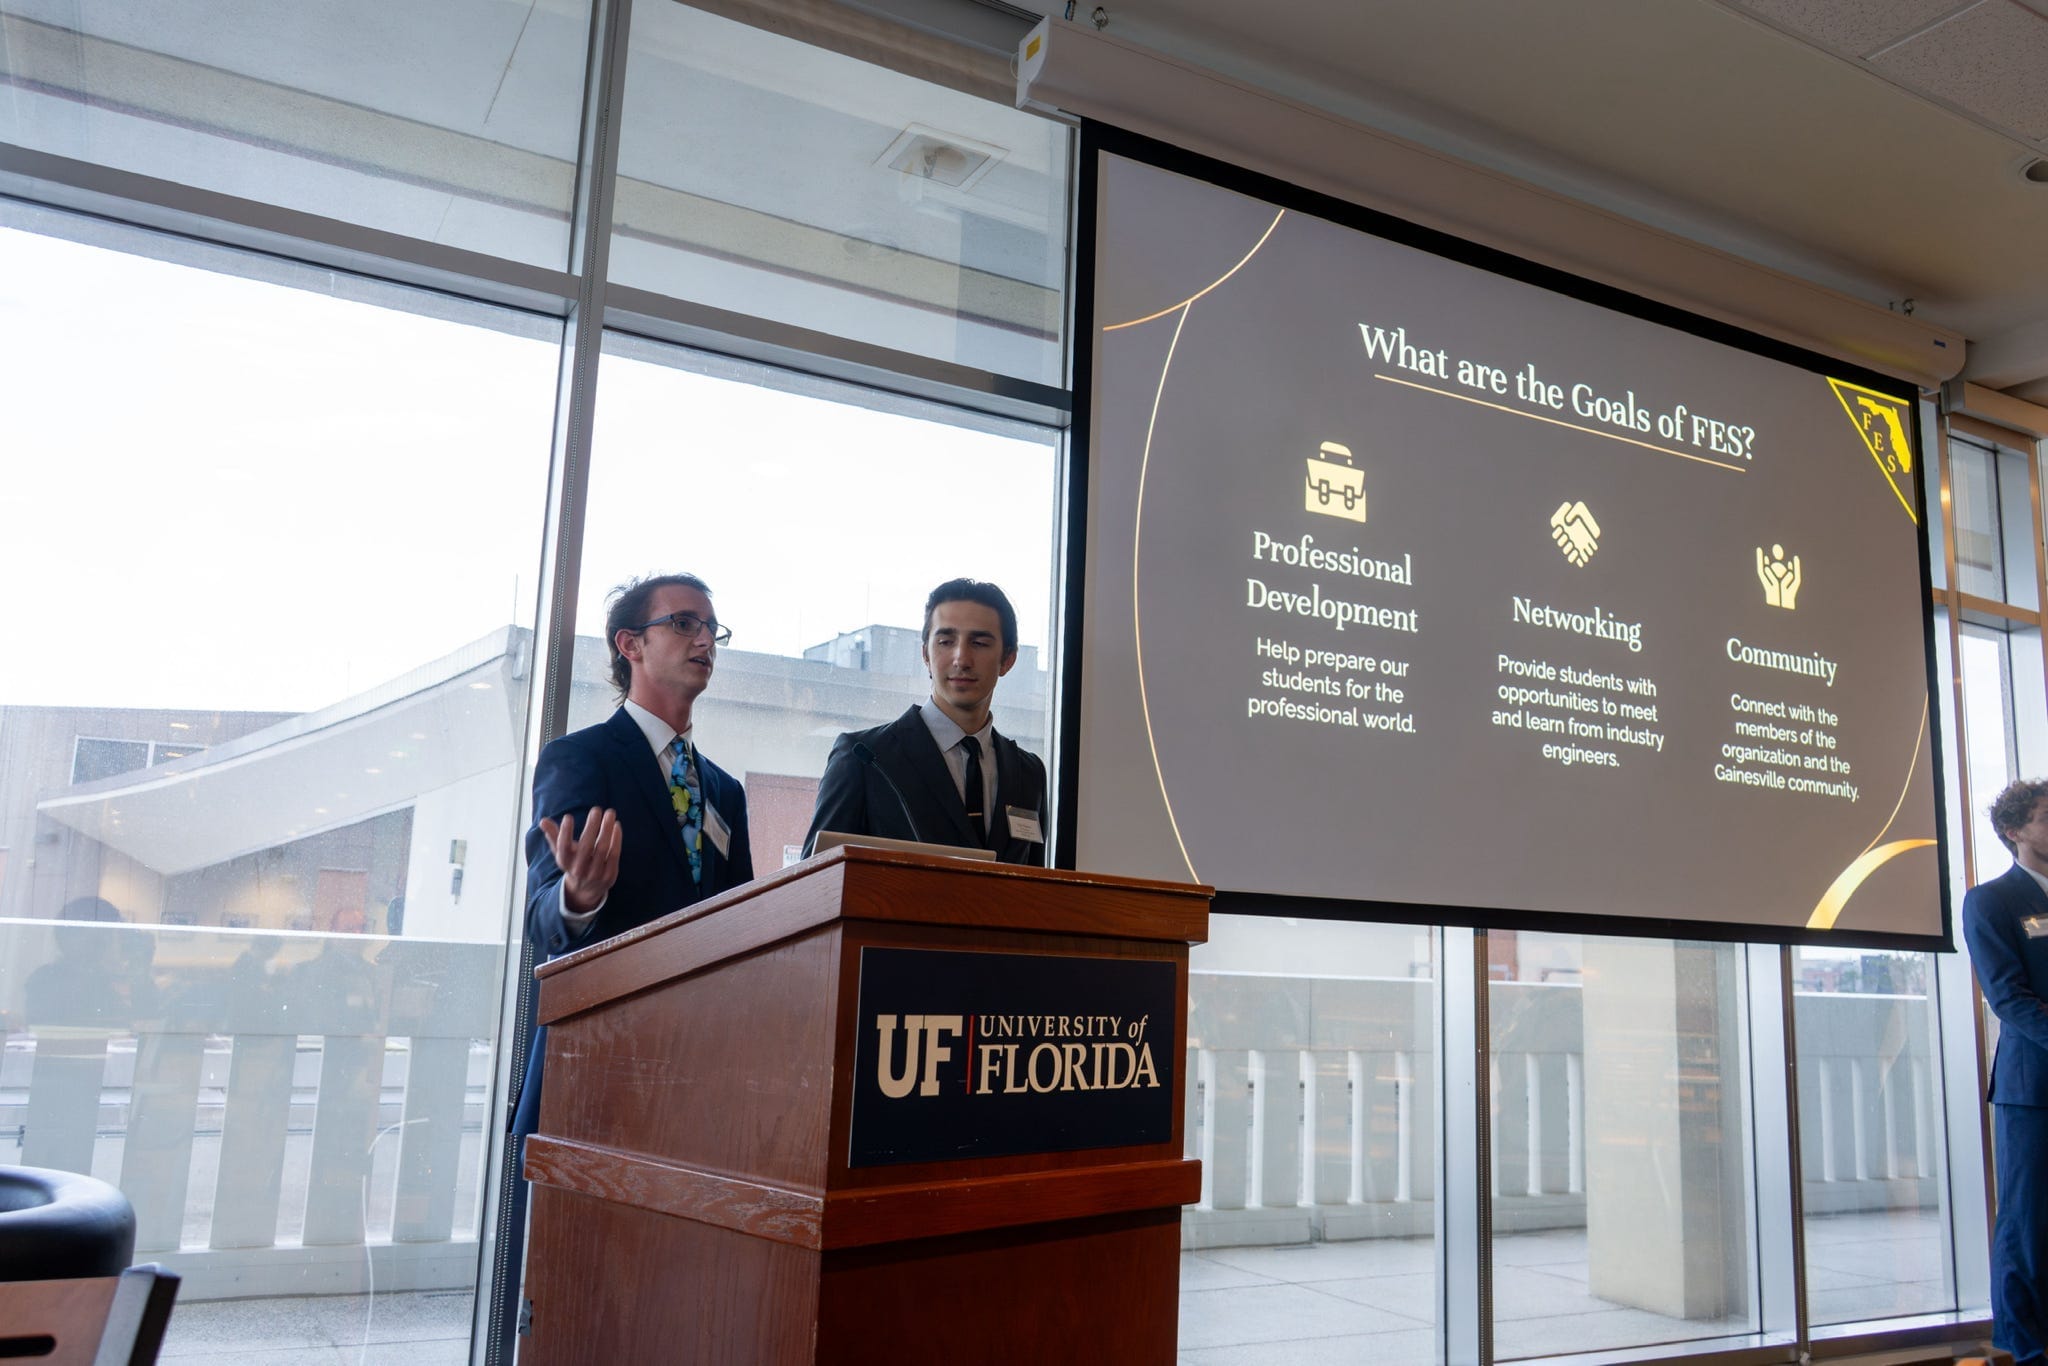 What are the Goals of FES?
F
E
S
Professional
Development
Help prepare our
students for the
professional world.
Networking
Provide students with
opportunities to meet
and learn from industry
engineers.
Community
Connect with the
members of the
organization and the
Gainesville community.
UF UNIVERSITY of
FLORIDA